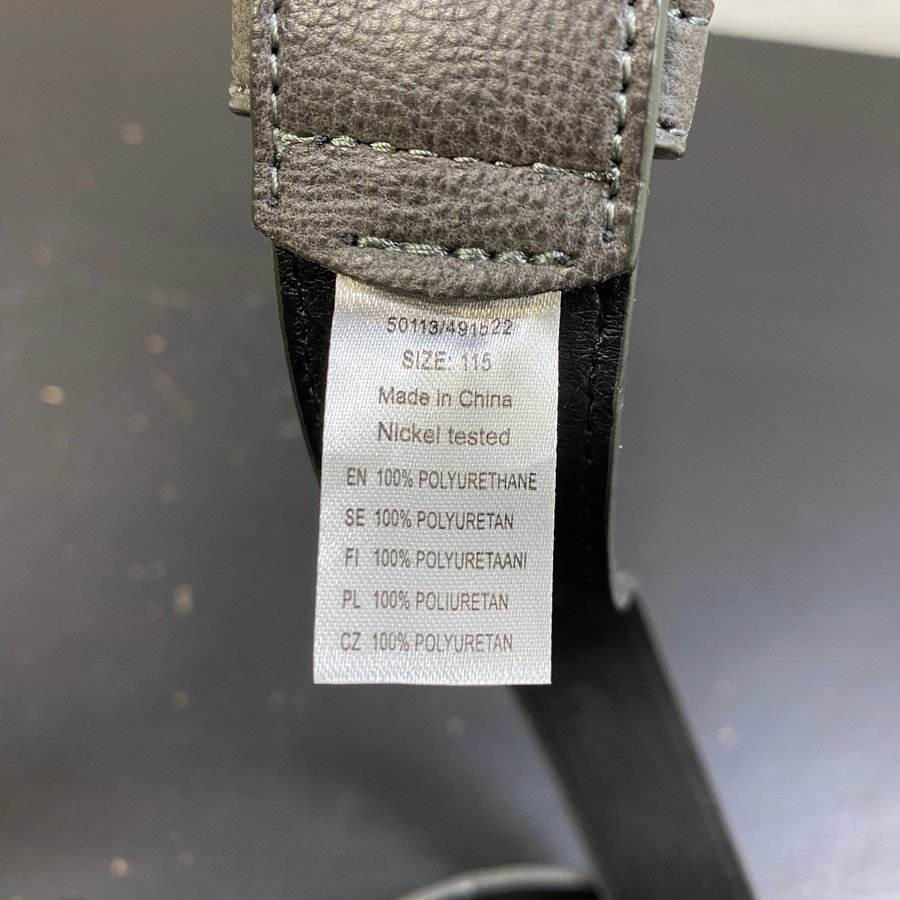 50113/491522
SIZE: 115
Made in China
Nickel tested
EN 100% POLYURETHANE
SE 100% POLYURETAN
FI 100% POLYURETAANI
PL 100% POLIURETAN
CZ 100% POLYURETAN